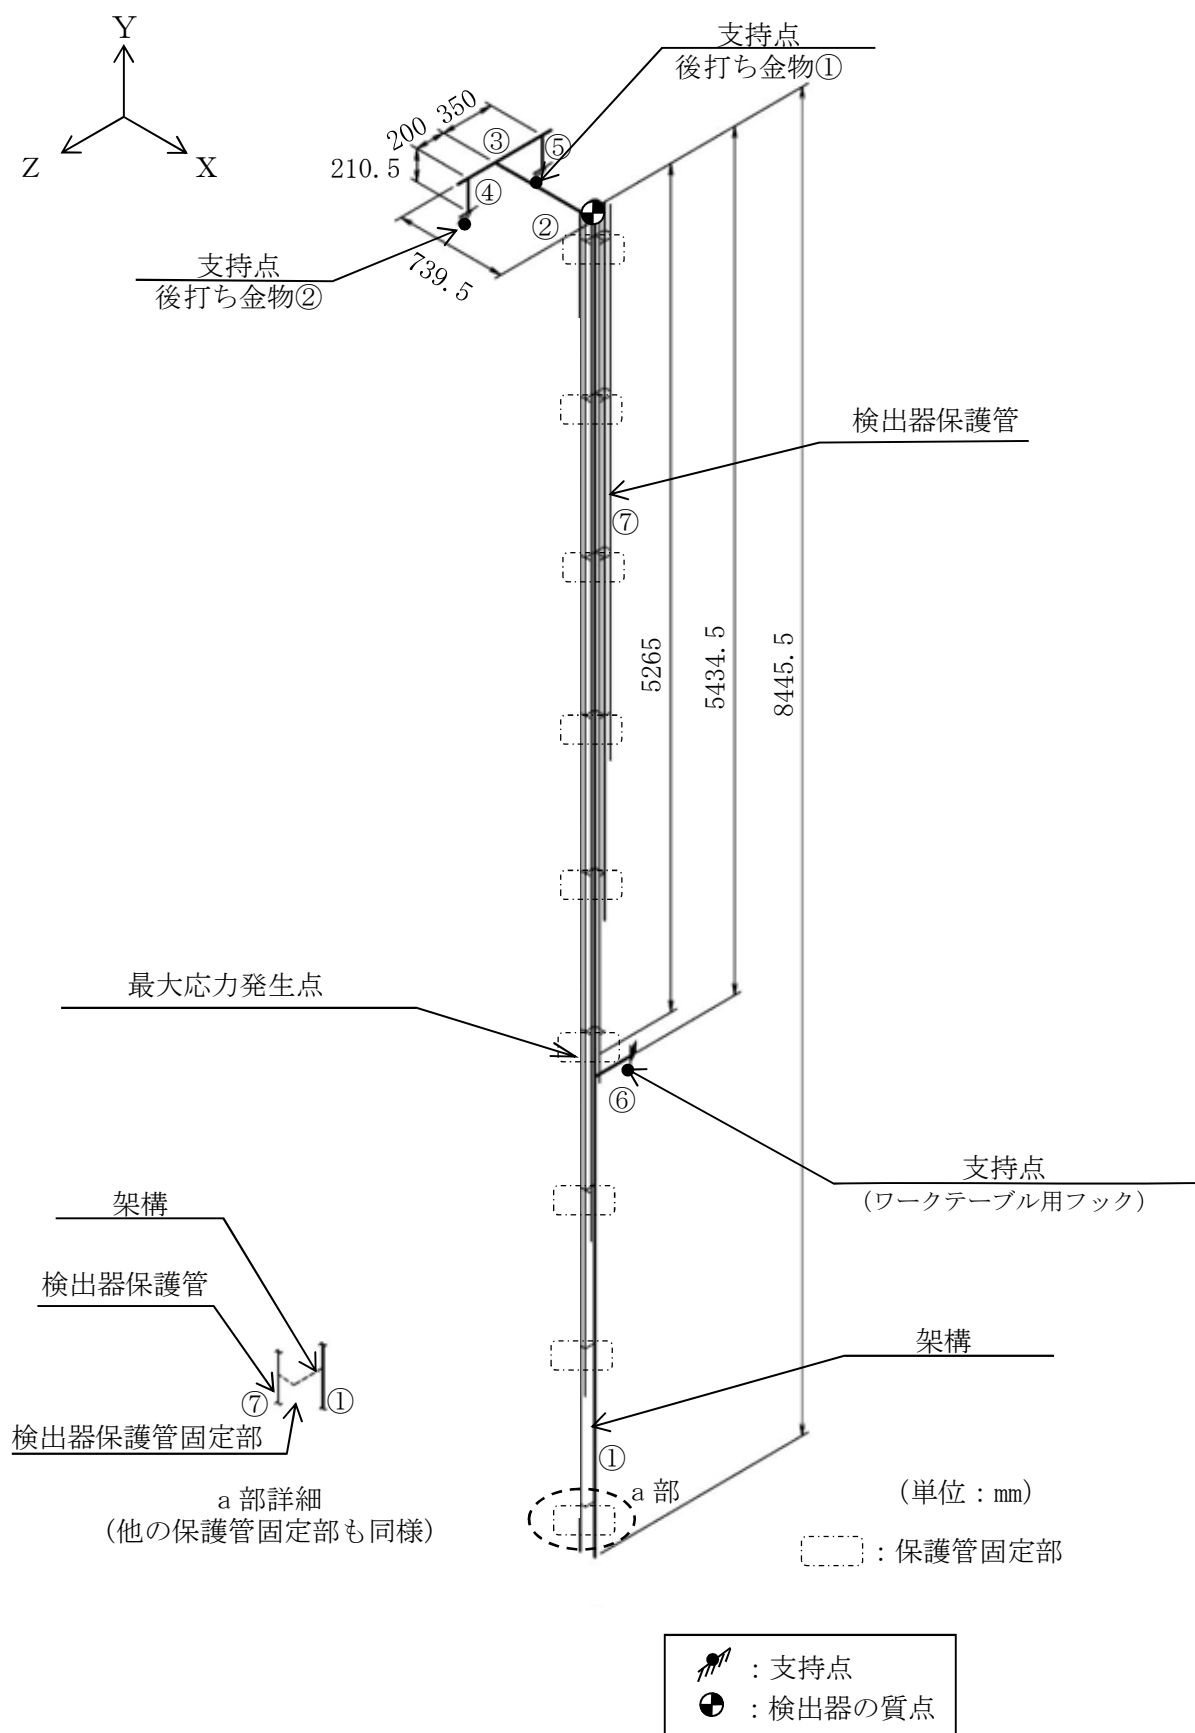 Y
Z
X
支持点
後打ち金物①
350
200
210.5
③
⑤
④
②
739.5
支持点
後打ち金物②
検出器保護管
⑦
5265
5434.5
8445.5
最大応力発生点
⑥
支持点
(ワークテーブル用フック)
架構
検出器保護管
⑦
①
検出器保護管固定部
a部詳細
(他の保護管固定部も同様)
架構
①
a部
(単位:mm)
:保護管固定部
:支持点
:検出器の質点